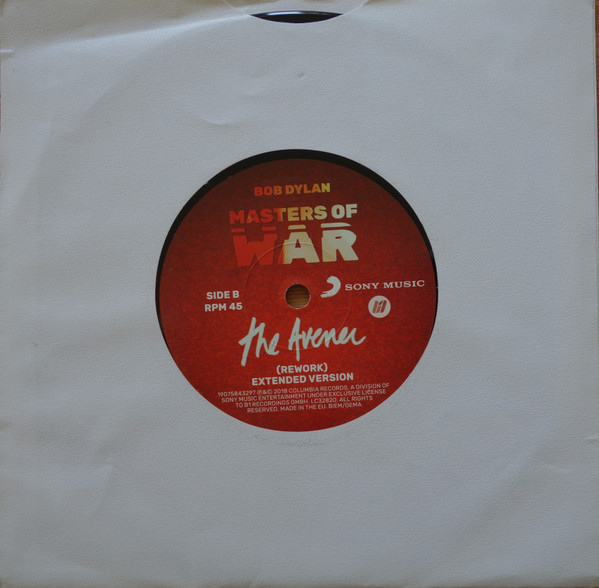 BOB DYLAN
MASTERS OF
WAR
SONY MUSIC
SIDE B
RPM 45
B1
the Avener
(REWORK)
EXTENDED VERSION
19075843297 ℗&© 2018 COLUMBIA RECORDS, A DIVISION OF
SONY MUSIC ENTERTAINMENT UNDER EXCLUSIVE LICENSE
TO B1 RECORDINGS GMBH. LC32820. ALL RIGHTS
RESERVED. MADE IN THE EU. BIEM/GEMA